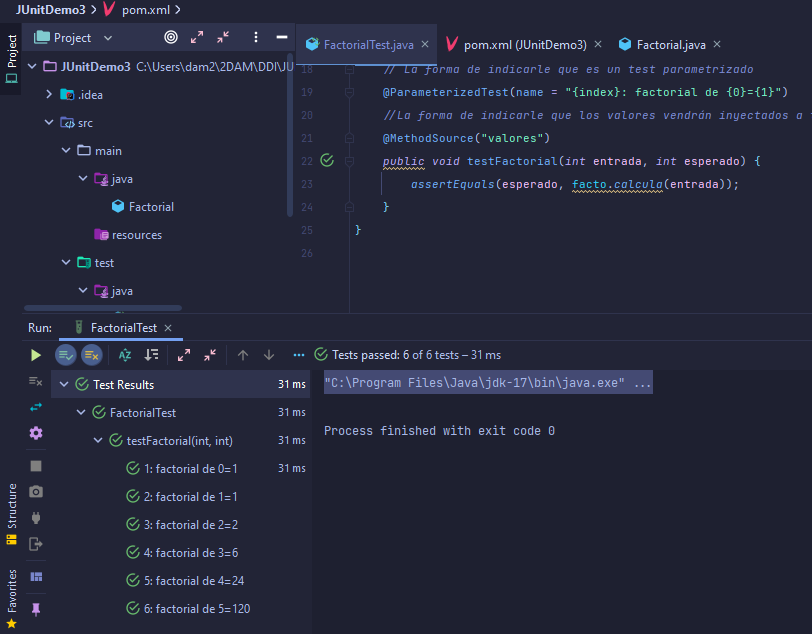 JUnitDemo3 > pom.xml >
Project
FactorialTest.java × pom.xml (JUnitDemo3) × Factorial.java ×
Project
JUnitDemo3 C:\Users\dam2\2DAM\DDI\JU
.idea
src
main
java
Factorial
resources
test
java
18 // La forma de indicarle que es un test parametrizado
19 @ParameterizedTest(name = "{index}: factorial de {0}={1}")
20 //La forma de indicarle que los valores vendrán inyectados a
21 @MethodSource("valores")
22 public void testFactorial(int entrada, int esperado) {
23 assertEquals(esperado, facto.calcula(entrada));
24 }
25 }
26
Run: FactorialTest ×
Tests passed: 6 of 6 tests – 31 ms
Test Results 31 ms
FactorialTest 31 ms
testFactorial(int, int) 31 ms
1: factorial de 0=1 31 ms
2: factorial de 1=1
3: factorial de 2=2
4: factorial de 3=6
5: factorial de 4=24
6: factorial de 5=120
"C:\Program Files\Java\jdk-17\bin\java.exe" ...
Process finished with exit code 0
Structure
Favorites